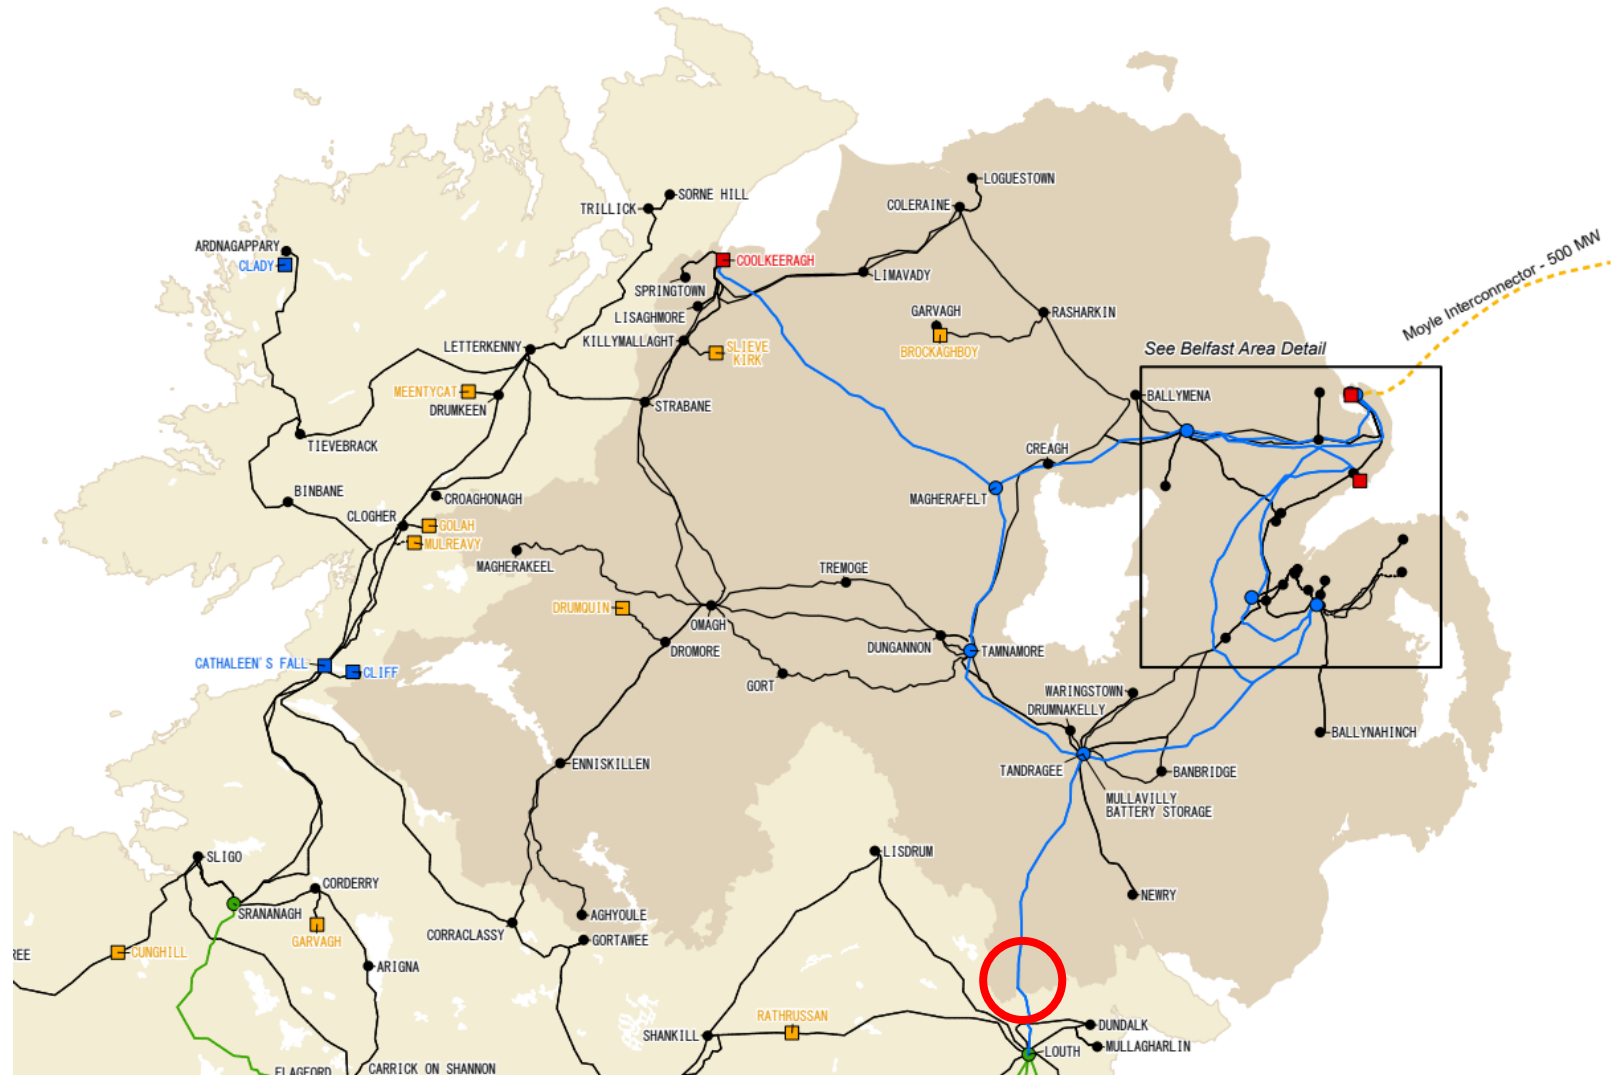 LOGUESTOWN
SORNE HILL
COLERAINE
TRILLICK
ARDNAGAPPARY
CLADY
COOLKEERAGH
LIMAVADY
SPRINGTOWN
LISAGHMORE
GARVAGH
RASHARKIN
Moyle Interconnector - 500 MW
KILLYMALLAGHT
LETTERKENNY
SLIEVE
KIRK
BROCKAGHBOY
See Belfast Area Detail
MEENTYCAT
DRUMKEEN
STRABANE
BALLYMENA
TIEVEBRACK
CREAGH
BINBANE
CROAGHONAGH
MAGHERAFELT
CLOGHER
GOLAH
MULREAVY
MAGHERAKEEL
TREMOGE
DRUMQUIN
OMAGH
DROMORE
DUNGANNON
TAMNAMORE
CATHALEEN'S FALL
CLIFF
GORT
WARINGSTOWN
DRUMNAKELLY
BALLYNAHINCH
ENNISKILLEN
TANDRAGEE
BANBRIDGE
MULLAVILLY
BATTERY STORAGE
SLIGO
LISDRUM
CORDERRY
NEWRY
SRANANAGH
AGHYOULE
GARVAGH
CORRACLASSY
GORTAWEE
REE
CUNGHILL
ARIGNA
RATHRUSSAN
SHANKILL
DUNDALK
LOUTH
MULLAGHARLIN
FLAGFORD
CARRICK ON SHANNON